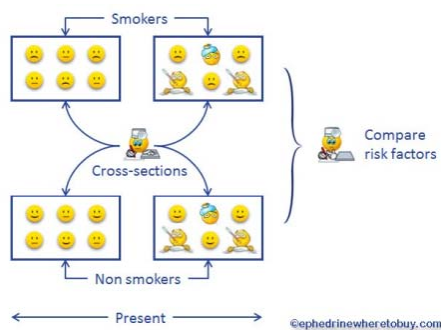 Smokers
Compare
risk factors
Cross-sections
Non smokers
Present
©ephedrinewheretobuy.com